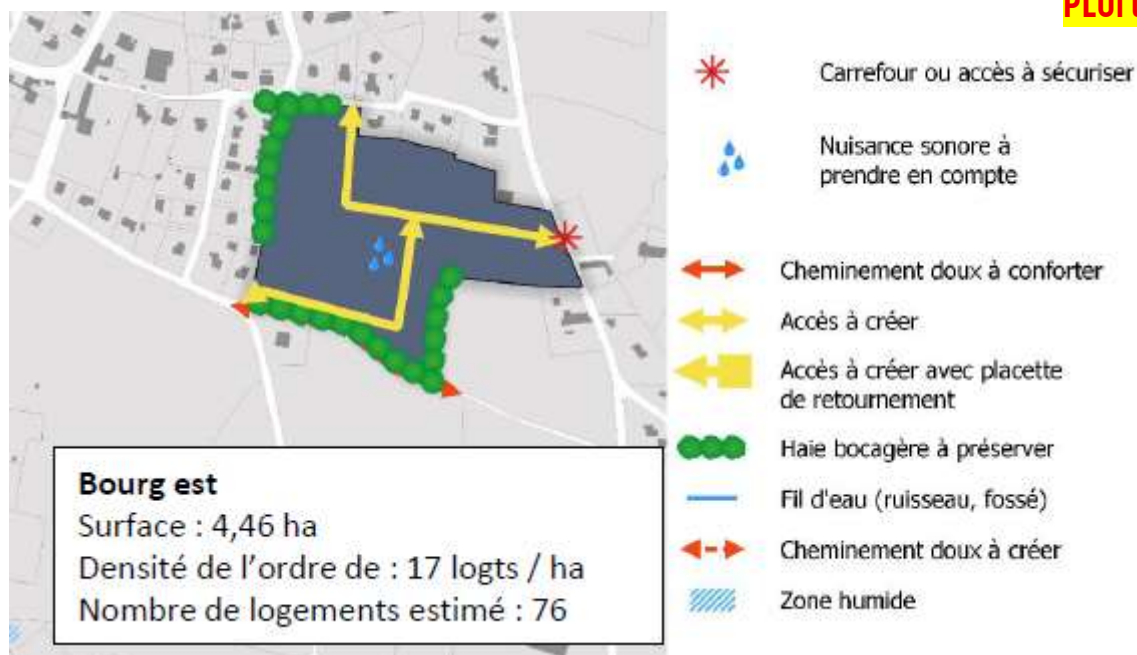 PLUi
Carrefour ou accès à sécuriser
Nuisance sonore à
prendre en compte
Cheminement doux à conforter
Accès à créer
Accès à créer avec placette
de retournement
Haie bocagère à préserver
Fil d'eau (ruisseau, fossé)
Cheminement doux à créer
Zone humide
Bourg est
Surface : 4,46 ha
Densité de l'ordre de : 17 logts / ha
Nombre de logements estimé : 76